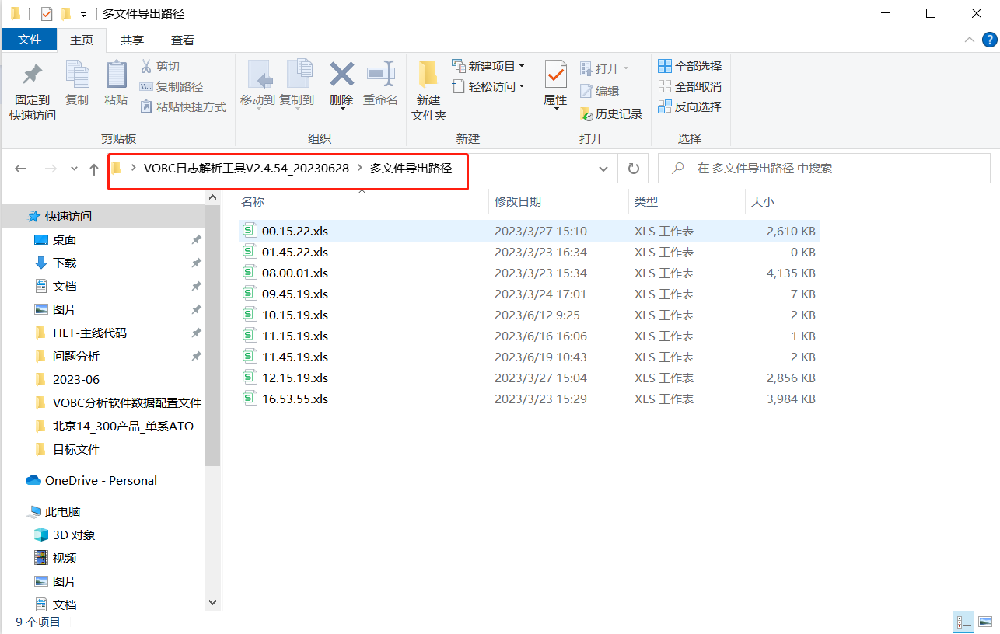 多文件导出路径
文件 主页 共享 查看
固定到
快速访问
复制
粘贴
剪切
复制路径
粘贴快捷方式
剪贴板
移动到
复制到
删除
重命名
组织
新建
文件夹
新建项目
轻松访问
新建
属性
打开
编辑
历史记录
打开
全部选择
全部取消
反向选择
选择
VOBC日志解析工具V2.4.54_20230628 > 多文件导出路径
在 多文件导出路径 中搜索
快速访问
桌面
下载
文档
图片
HLT-主线代码
问题分析
2023-06
VOBC分析软件数据配置文件
北京14_300产品_单系ATO
目标文件
OneDrive - Personal
此电脑
3D 对象
视频
图片
文档
名称 修改日期 类型 大小
00.15.22.xls 2023/3/27 15:10 XLS 工作表 2,610 KB
01.45.22.xls 2023/3/23 16:34 XLS 工作表 0 KB
08.00.01.xls 2023/3/23 15:34 XLS 工作表 4,135 KB
09.45.19.xls 2023/3/24 17:01 XLS 工作表 7 KB
10.15.19.xls 2023/6/12 9:25 XLS 工作表 2 KB
11.15.19.xls 2023/6/16 16:06 XLS 工作表 1 KB
11.45.19.xls 2023/6/19 10:43 XLS 工作表 2 KB
12.15.19.xls 2023/3/27 15:04 XLS 工作表 2,856 KB
16.53.55.xls 2023/3/23 15:29 XLS 工作表 3,984 KB
9 个项目